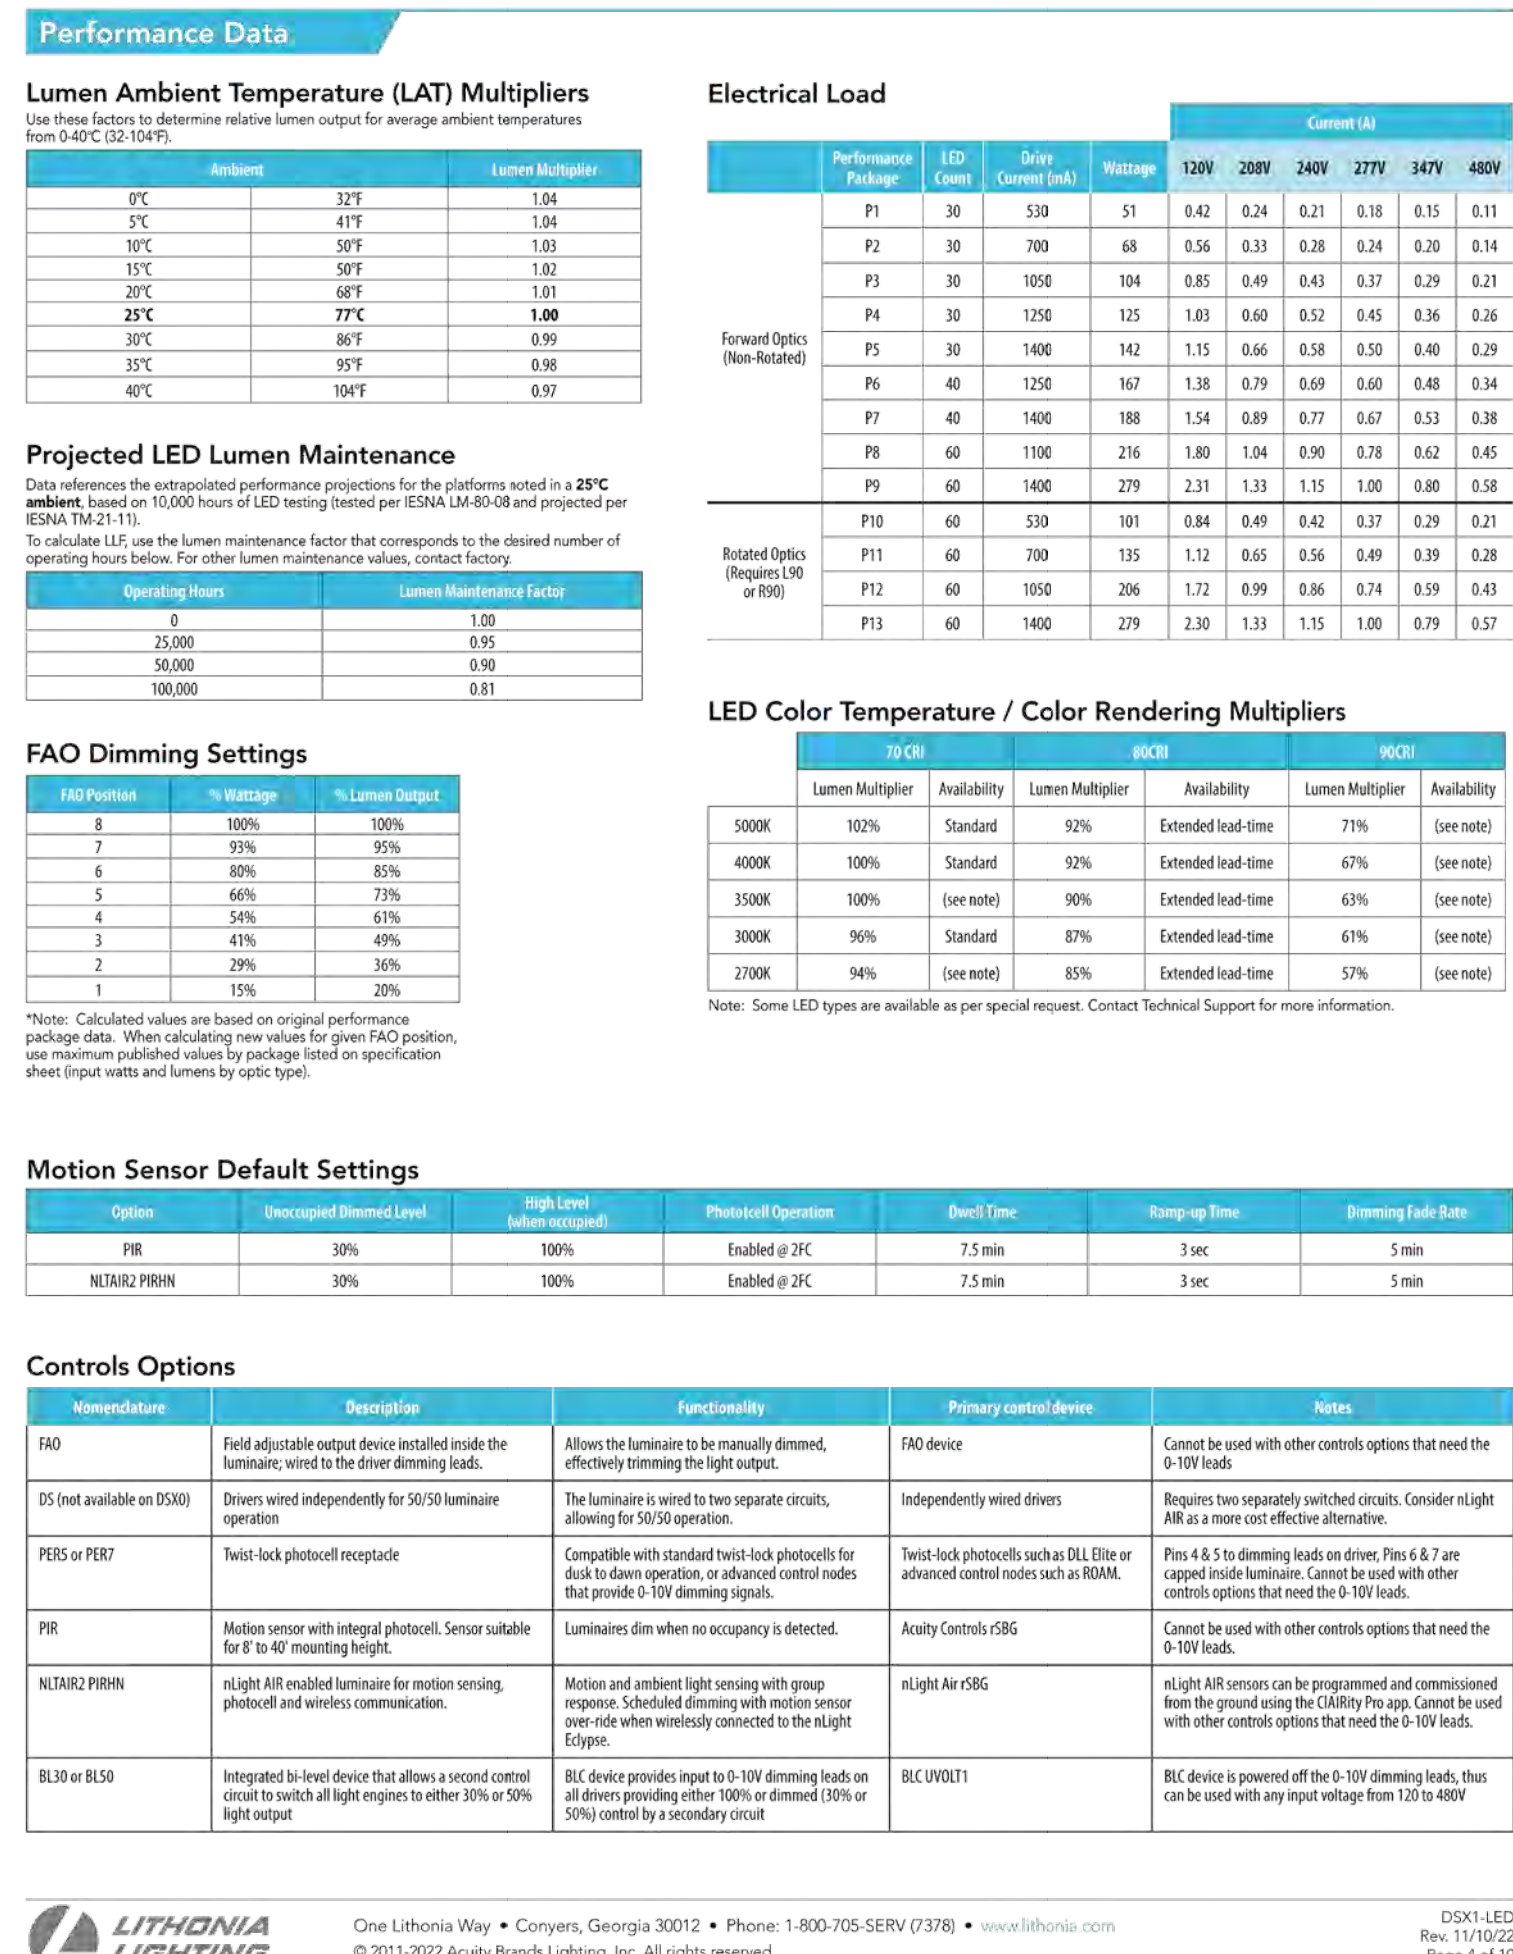 Performance Data
Lumen Ambient Temperature (LAT) Multipliers
Use these factors to determine relative lumen output for average ambient temperatures
from 0-40°C (32-104°F).
Ambient Lumen Multiplier
0°C 32°F 1.04
5°C 41°F 1.04
10°C 50°F 1.03
15°C 50°F 1.02
20°C 68°F 1.01
25°C 77°C 1.00
30°C 86°F 0.99
35°C 95°F 0.98
40°C 104°F 0.97
Projected LED Lumen Maintenance
Data references the extrapolated performance projections for the platforms noted in a 25°C
ambient, based on 10,000 hours of LED testing (tested per IESNA LM-80-08 and projected per
IESNA TM-21-11).
To calculate LLF, use the lumen maintenance factor that corresponds to the desired number of
operating hours below. For other lumen maintenance values, contact factory.
Operating Hours Lumen Maintenance Factor
0 1.00
25,000 0.95
50,000 0.90
100,000 0.81
FAO Dimming Settings
FAO Position % Wattage % Lumen Output
8 100% 100%
7 93% 95%
6 80% 85%
5 66% 73%
4 54% 61%
3 41% 49%
2 29% 36%
1 15% 20%
*Note: Calculated values are based on original performance
package data. When calculating new values for given FAO position,
use maximum published values by package listed on specification
sheet (input watts and lumens by optic type).
Electrical Load
Current (A)
Performance Package LED Count Drive Current (mA) Wattage 120V 208V 240V 277V 347V 480V
Forward Optics
(Non-Rotated)
P1 30 530 51 0.42 0.24 0.21 0.18 0.15 0.11
P2 30 700 68 0.56 0.33 0.28 0.24 0.20 0.14
P3 30 1050 104 0.85 0.49 0.43 0.37 0.29 0.21
P4 30 1250 125 1.03 0.60 0.52 0.45 0.36 0.26
P5 30 1400 142 1.15 0.66 0.58 0.50 0.40 0.29
P6 40 1250 167 1.38 0.79 0.69 0.60 0.48 0.34
P7 40 1400 188 1.54 0.89 0.77 0.67 0.53 0.38
P8 60 1100 216 1.80 1.04 0.90 0.78 0.62 0.45
P9 60 1400 279 2.31 1.33 1.15 1.00 0.80 0.58
Rotated Optics
(Requires L90
or R90)
P10 60 530 101 0.84 0.49 0.42 0.37 0.29 0.21
P11 60 700 135 1.12 0.65 0.56 0.49 0.39 0.28
P12 60 1050 206 1.72 0.99 0.86 0.74 0.59 0.43
P13 60 1400 279 2.30 1.33 1.15 1.00 0.79 0.57
LED Color Temperature / Color Rendering Multipliers
70 CRI 80CRI 90CRI
Lumen Multiplier Availability Lumen Multiplier Availability Lumen Multiplier Availability
5000K 102% Standard 92% Extended lead-time 71% (see note)
4000K 100% Standard 92% Extended lead-time 67% (see note)
3500K 100% (see note) 90% Extended lead-time 63% (see note)
3000K 96% Standard 87% Extended lead-time 61% (see note)
2700K 94% (see note) 85% Extended lead-time 57% (see note)
Note: Some LED types are available as per special request. Contact Technical Support for more information.
Motion Sensor Default Settings
Option Unoccupied Dimmed Level High Level (when occupied) Phototcell Operation Dwell Time Ramp-up Time Dimming Fade Rate
PIR 30% 100% Enabled @ 2FC 7.5 min 3 sec 5 min
NLTAIR2 PIRHN 30% 100% Enabled @ 2FC 7.5 min 3 sec 5 min
Controls Options
Nomenclature Description Functionality Primary control device Notes
FAO
Field adjustable output device installed inside the
luminaire; wired to the driver dimming leads.
Allows the luminaire to be manually dimmed,
effectively trimming the light output.
FAO device
Cannot be used with other controls options that need the
0-10V leads
DS (not available on DSX0)
Drivers wired independently for 50/50 luminaire
operation
The luminaire is wired to two separate circuits,
allowing for 50/50 operation.
Independently wired drivers
Requires two separately switched circuits. Consider nLight
AIR as a more cost effective alternative.
PER5 or PER7
Twist-lock photocell receptacle
Compatible with standard twist-lock photocells for
dusk to dawn operation, or advanced control nodes
that provide 0-10V dimming signals.
Twist-lock photocells such as DLL Elite or
advanced control nodes such as ROAM.
Pins 4 & 5 to dimming leads on driver, Pins 6 & 7 are
capped inside luminaire. Cannot be used with other
controls options that need the 0-10V leads.
PIR
Motion sensor with integral photocell. Sensor suitable
for 8' to 40' mounting height.
Luminaires dim when no occupancy is detected.
Acuity Controls rSBG
Cannot be used with other controls options that need the
0-10V leads.
NLTAIR2 PIRHN
nLight AIR enabled luminaire for motion sensing,
photocell and wireless communication.
Motion and ambient light sensing with group
response. Scheduled dimming with motion sensor
over-ride when wirelessly connected to the nLight
Eclypse.
nLight Air rSBG
nLight AIR sensors can be programmed and commissioned
from the ground using the CIAIRity Pro app. Cannot be used
with other controls options that need the 0-10V leads.
BL30 or BL50
Integrated bi-level device that allows a second control
circuit to switch all light engines to either 30% or 50%
light output
BLC device provides input to 0-10V dimming leads on
all drivers providing either 100% or dimmed (30% or
50%) control by a secondary circuit
BLC UVOLT1
BLC device is powered off the 0-10V dimming leads, thus
can be used with any input voltage from 120 to 480V
LITHONIA
LIGHTING
One Lithonia Way • Conyers, Georgia 30012 • Phone: 1-800-705-SERV (7378) • www.lithonia.com
© 2011-2022 Acuity Brands Lighting, Inc. All rights reserved.
DSX1-LED
Rev. 11/10/22
Page 4 of 10